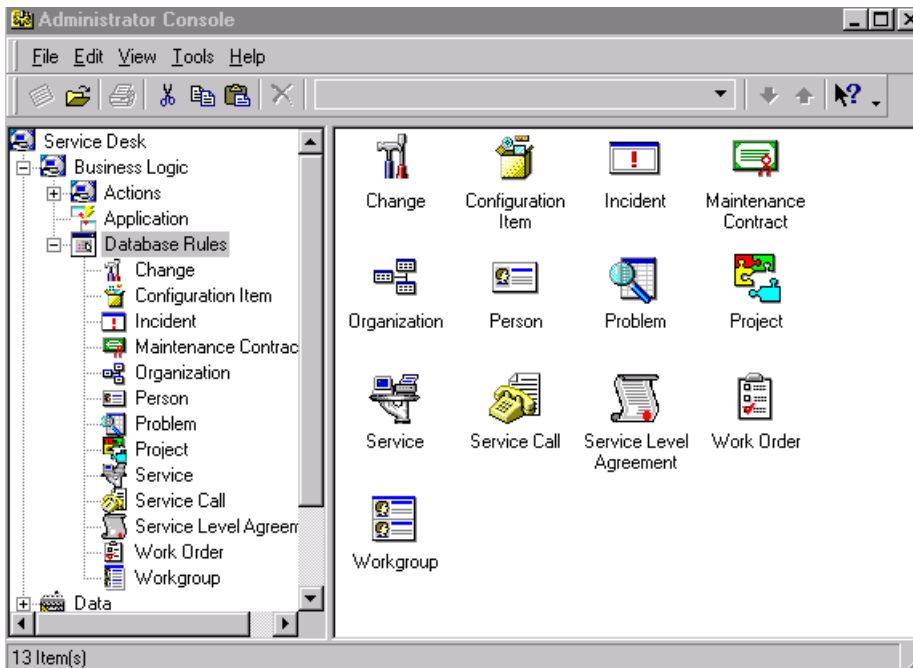 Administrator Console
File Edit View Tools Help
Service Desk
Business Logic
Actions
Application
Database Rules
Change
Configuration Item
Incident
Maintenance Contrac
Organization
Person
Problem
Project
Service
Service Call
Service Level Agreem
Work Order
Workgroup
Data
Change
Configuration
Item
Incident
Maintenance
Contract
Organization
Person
Problem
Project
Service
Service Call
Service Level
Agreement
Work Order
Workgroup
13 Item(s)